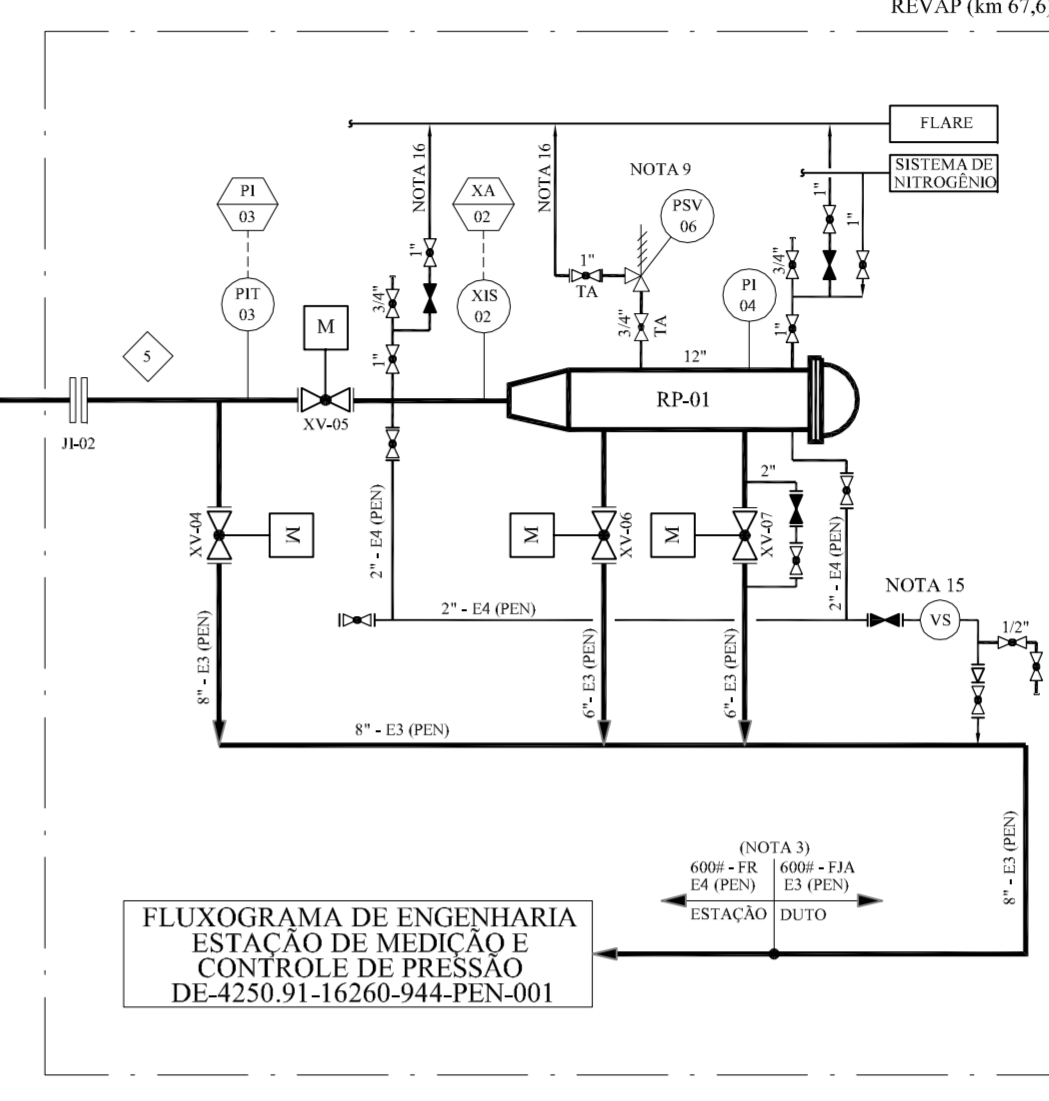 REVAP (km 67,6)
FLARE
SISTEMA DE
NITROGÊNIO
NOTA 16
NOTA 16
NOTA 9
PI
03
XA
02
PSV
06
PIT
03
XIS
02
PI
04
1"
3/4"
1"
1"
TA
3/4"
TA
3/4"
1"
1"
1"
M
5
12"
RP-01
JI-02
XV-05
XV-04
M
2" - E4 (PEN)
M
XV-06
M
XV-07
2"
2" - E4 (PEN)
NOTA 15
VS
1/2"
2" - E4 (PEN)
8" - E3 (PEN)
6"- E3 (PEN)
6"- E3 (PEN)
8" - E3 (PEN)
8" - E3 (PEN)
(NOTA 3)
600# - FR
E4 (PEN)
600# - FJA
E3 (PEN)
ESTAÇÃO
DUTO
FLUXOGRAMA DE ENGENHARIA
ESTAÇÃO DE MEDIÇÃO E
CONTROLE DE PRESSÃO
DE-4250.91-16260-944-PEN-001